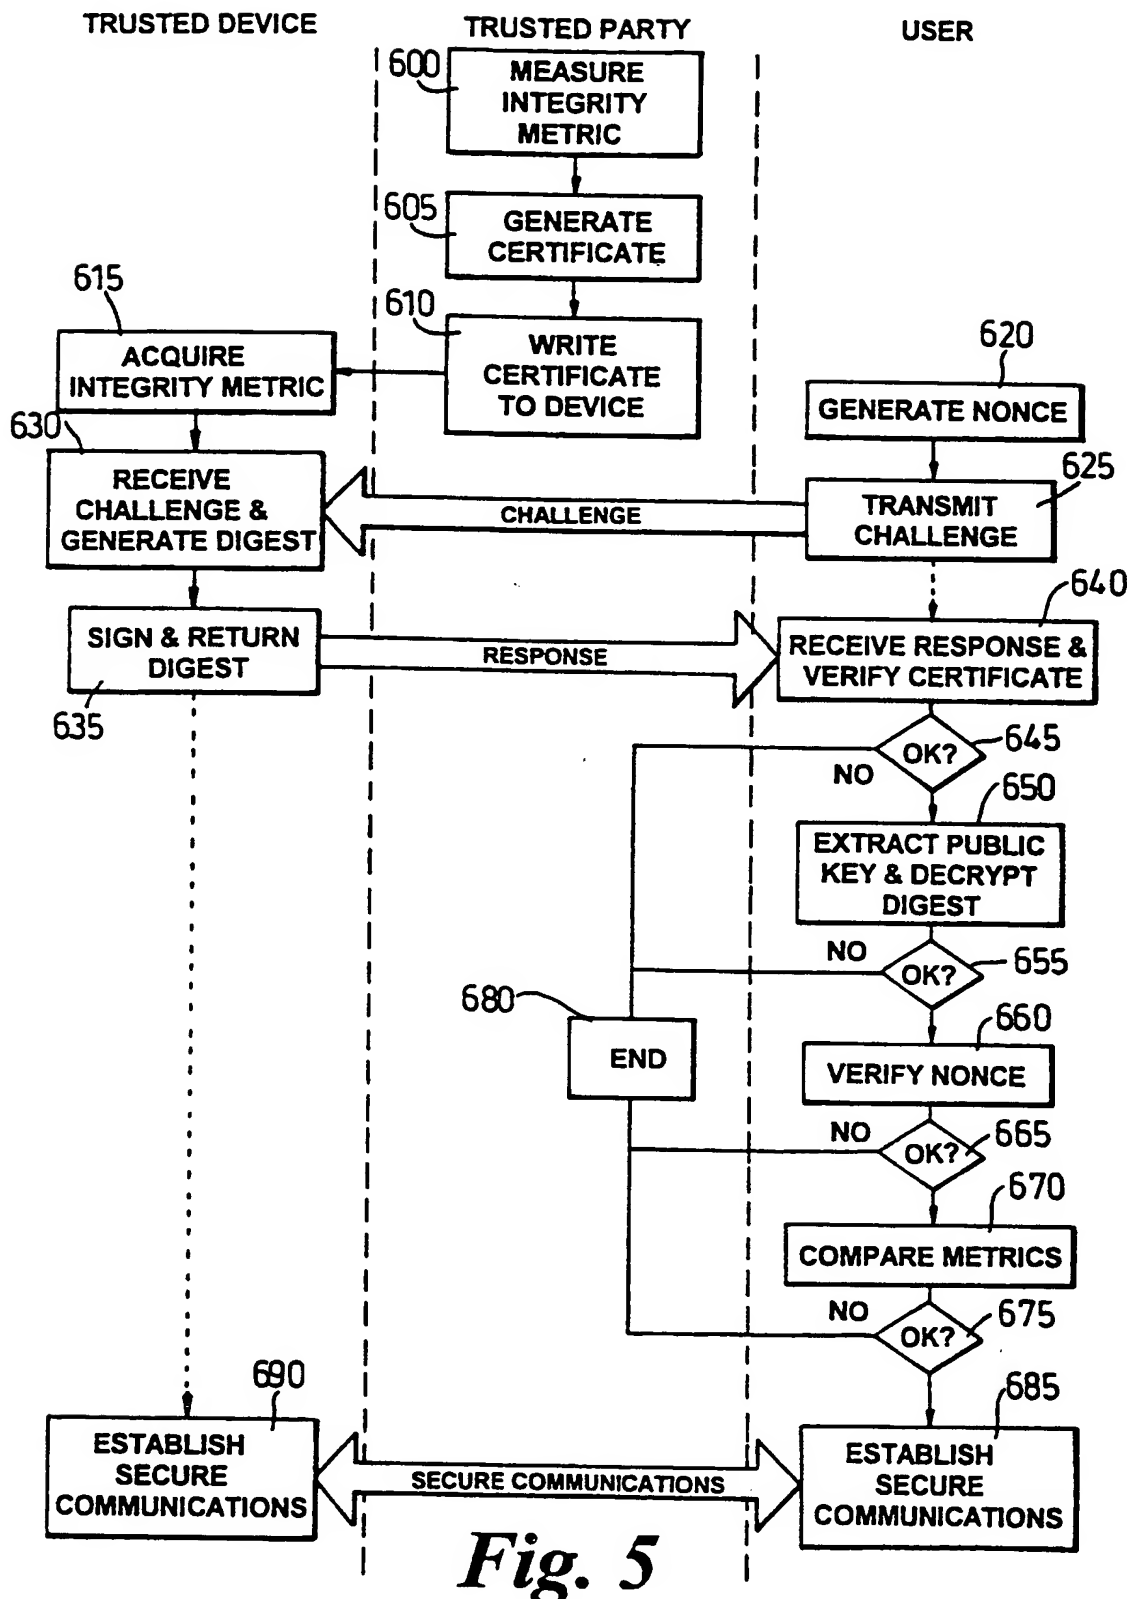 TRUSTED DEVICE
TRUSTED PARTY
USER
600
MEASURE
INTEGRITY
METRIC
605
GENERATE
CERTIFICATE
610
WRITE
CERTIFICATE
TO DEVICE
615
ACQUIRE
INTEGRITY METRIC
620
GENERATE NONCE
630
RECEIVE
CHALLENGE &
GENERATE DIGEST
CHALLENGE
625
TRANSMIT
CHALLENGE
640
SIGN & RETURN
DIGEST
635
RESPONSE
RECEIVE RESPONSE &
VERIFY CERTIFICATE
OK?
645
NO
650
EXTRACT PUBLIC
KEY & DECRYPT
DIGEST
NO
OK?
655
680
END
660
VERIFY NONCE
NO
OK?
665
670
COMPARE METRICS
NO
OK?
675
690
ESTABLISH
SECURE
COMMUNICATIONS
SECURE COMMUNICATIONS
685
ESTABLISH
SECURE
COMMUNICATIONS
Fig. 5